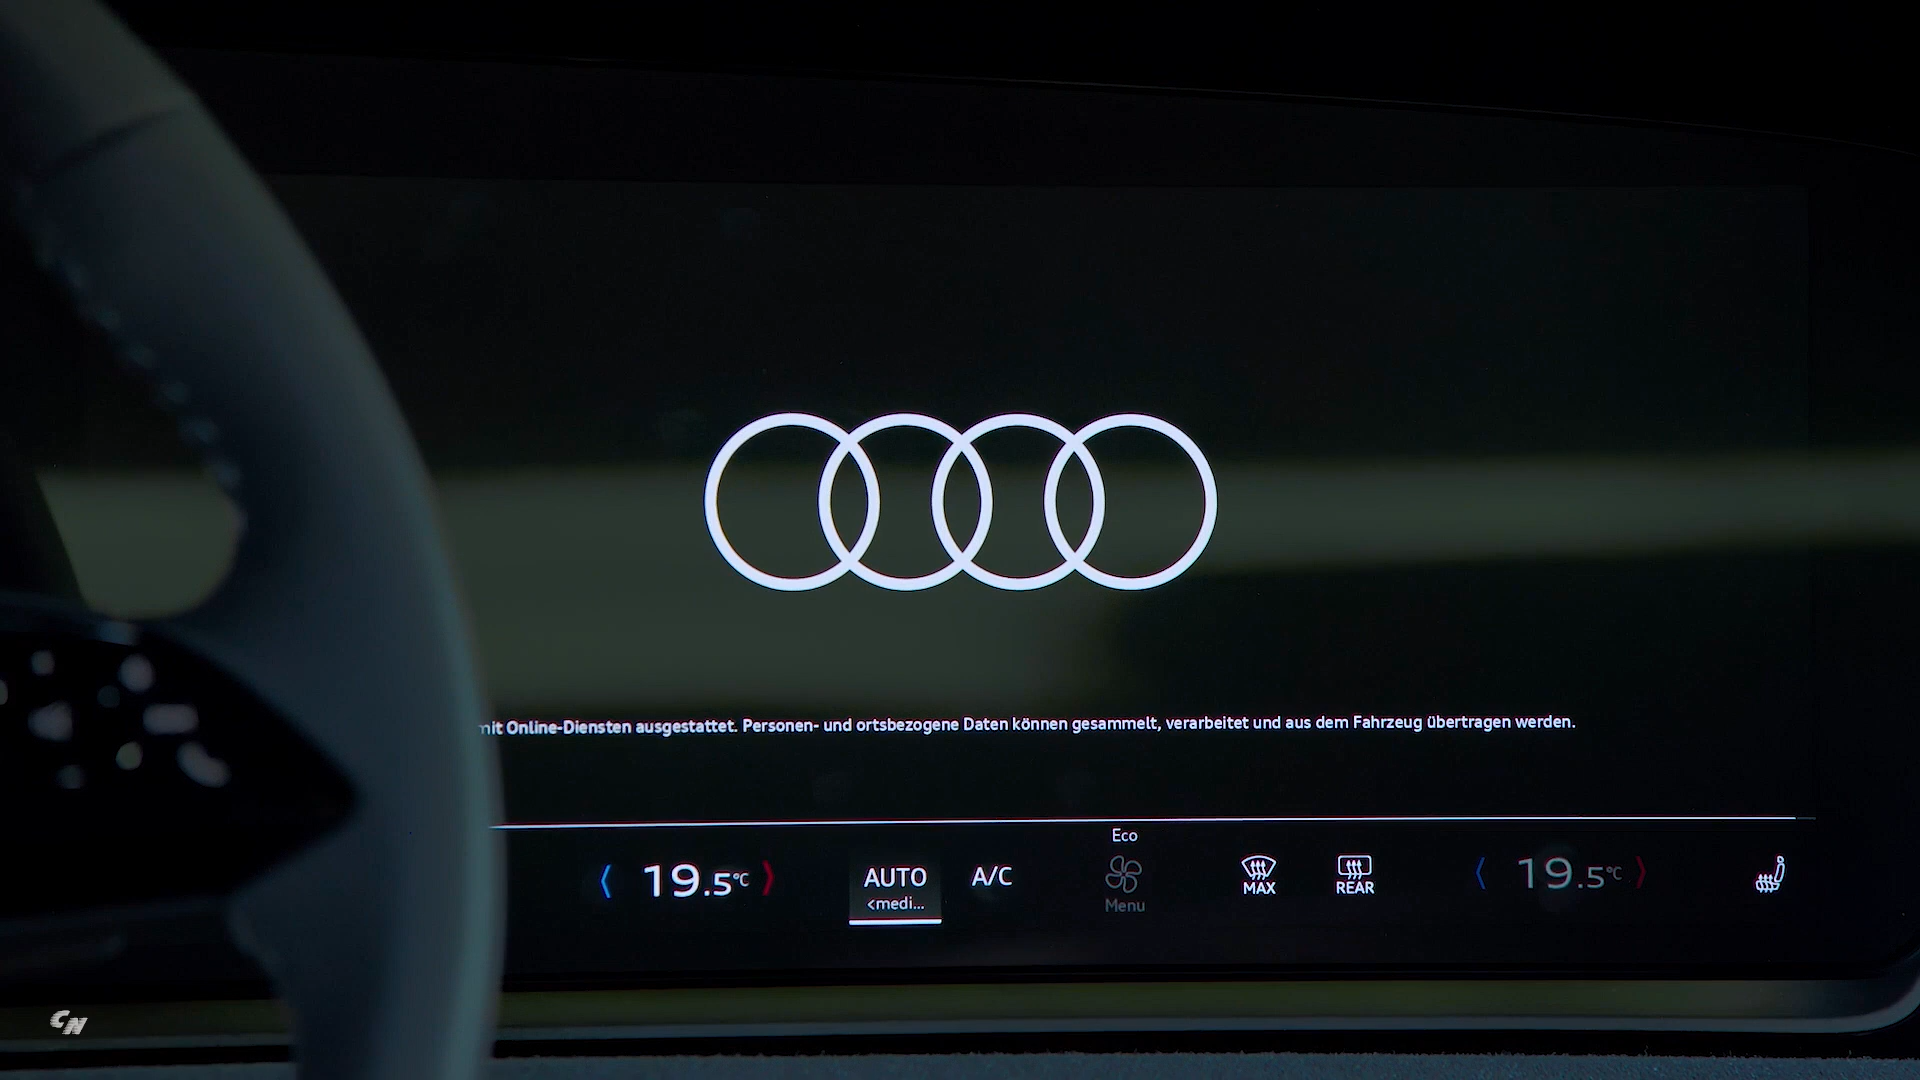 mit Online-Diensten ausgestattet. Personen- und ortsbezogene Daten können gesammelt, verarbeitet und aus dem Fahrzeug übertragen werden.
Eco
19.5°C AUTO A/C MAX REAR 19.5°C
<medi... Menu
CN